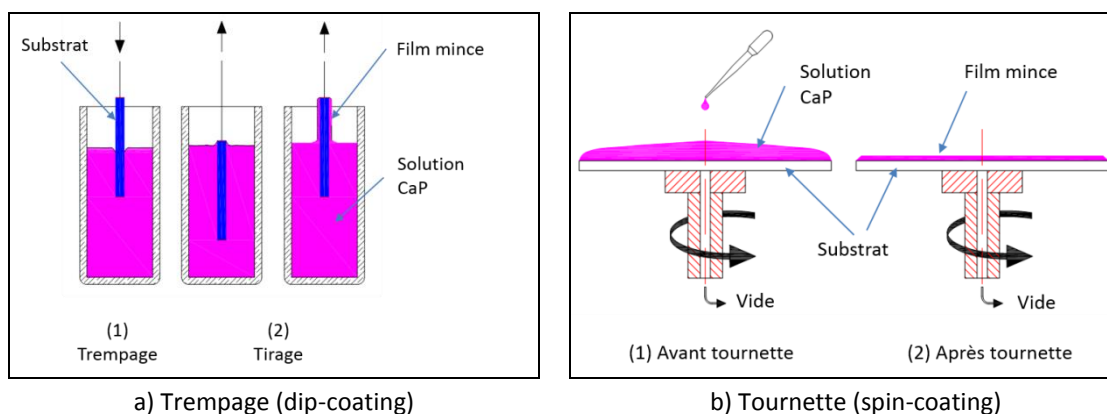 Substrat
Film mince
Solution
CaP
(1)
Trempage
(2)
Tirage
a) Trempage (dip-coating)
Solution
CaP
Film mince
Substrat
Vide
Vide
(1) Avant tournette
(2) Après tournette
b) Tournette (spin-coating)